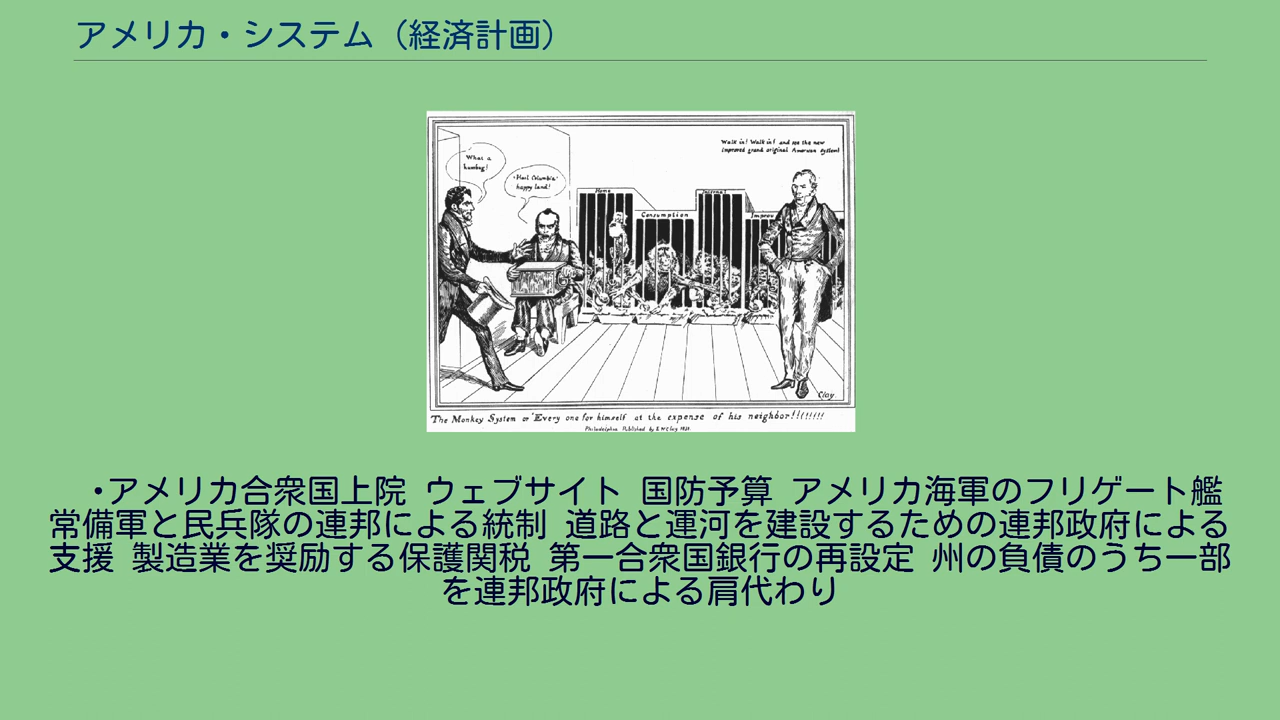 アメリカ・システム（経済計画）
What a
humbug!
"Hail Columbia"
happy land!
Walk in! Walk in! and see the new
improved grand original American system!
Home
Consumption
Internal
Improv
Clay.
The Monkey System or "Every one for himself at the expense of his neighbor!!!!!!!!
Philadelphia Published by
•アメリカ合衆国上院 ウェブサイト 国防予算 アメリカ海軍のフリゲート艦
常備軍と民兵隊の連邦による統制 道路と運河を建設するための連邦政府による
支援 製造業を奨励する保護関税 第一合衆国銀行の再設定 州の負債のうち一部
を連邦政府による肩代わり